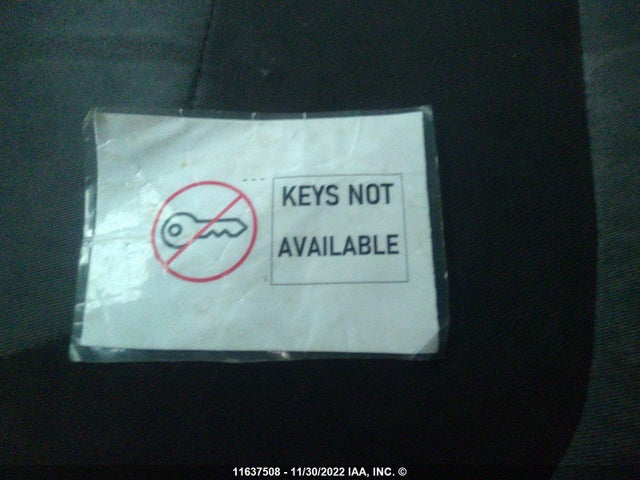 KEYS NOT
AVAILABLE
11637508 - 11/30/2022 IAA, INC. ©